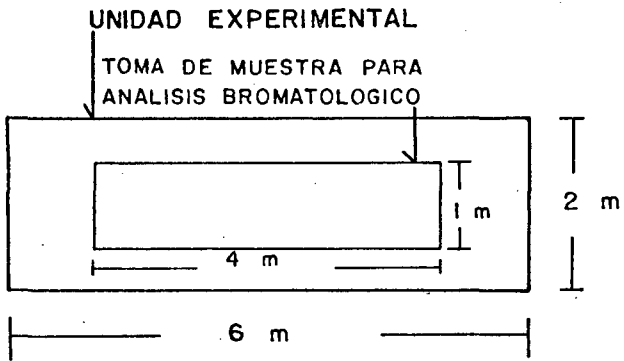 UNIDAD EXPERIMENTAL
TOMA DE MUESTRA PARA
ANALISIS BROMATOLOGICO
1 m
2 m
4 m
6 m